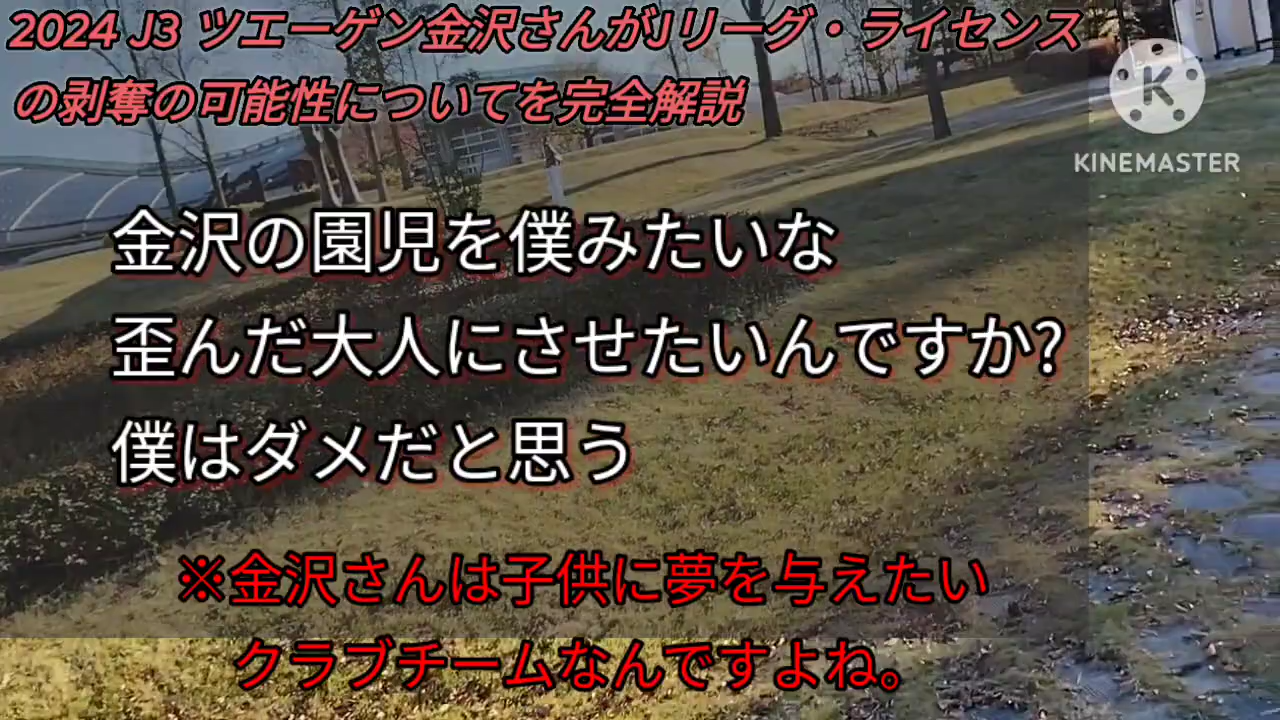 2024 J3 ツエーゲン金沢さんがJリーグ・ライセンス
の剥奪の可能性についてを完全解説
K
KINEMASTER
金沢の園児を僕みたいな
歪んだ大人にさせたいんですか?
僕はダメだと思う
※金沢さんは子供に夢を与えたい
クラブチームなんですよね。